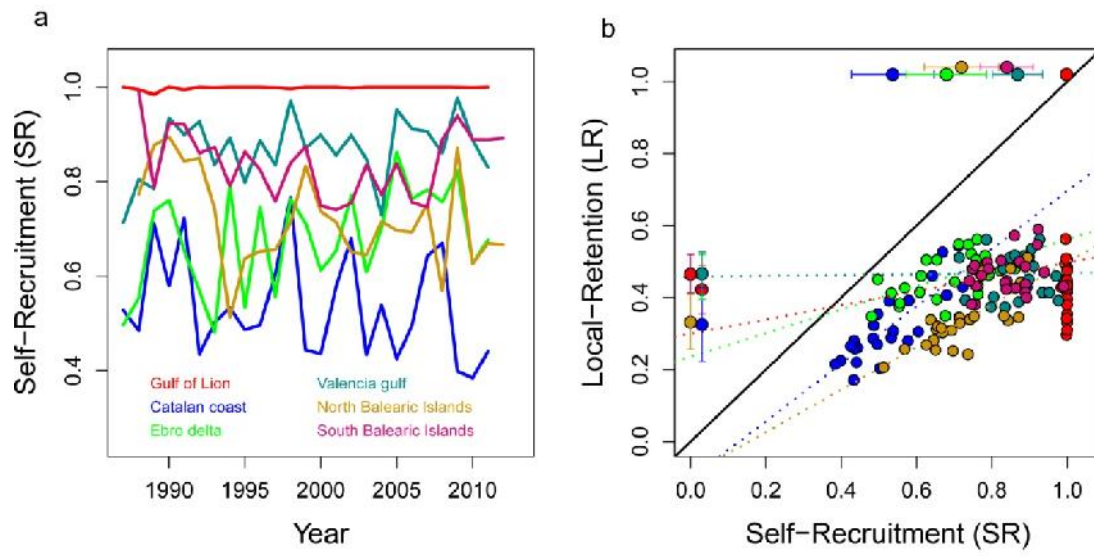 a
Self-Recruitment (SR)
1.0
0.8
0.6
0.4
Gulf of Lion
Catalan coast
Ebro delta
Valencia gulf
North Balearic Islands
South Balearic Islands
1990 1995 2000 2005 2010
Year
b
Local-Retention (LR)
1.0
0.8
0.6
0.4
0.2
0.0
0.0 0.2 0.4 0.6 0.8 1.0
Self-Recruitment (SR)